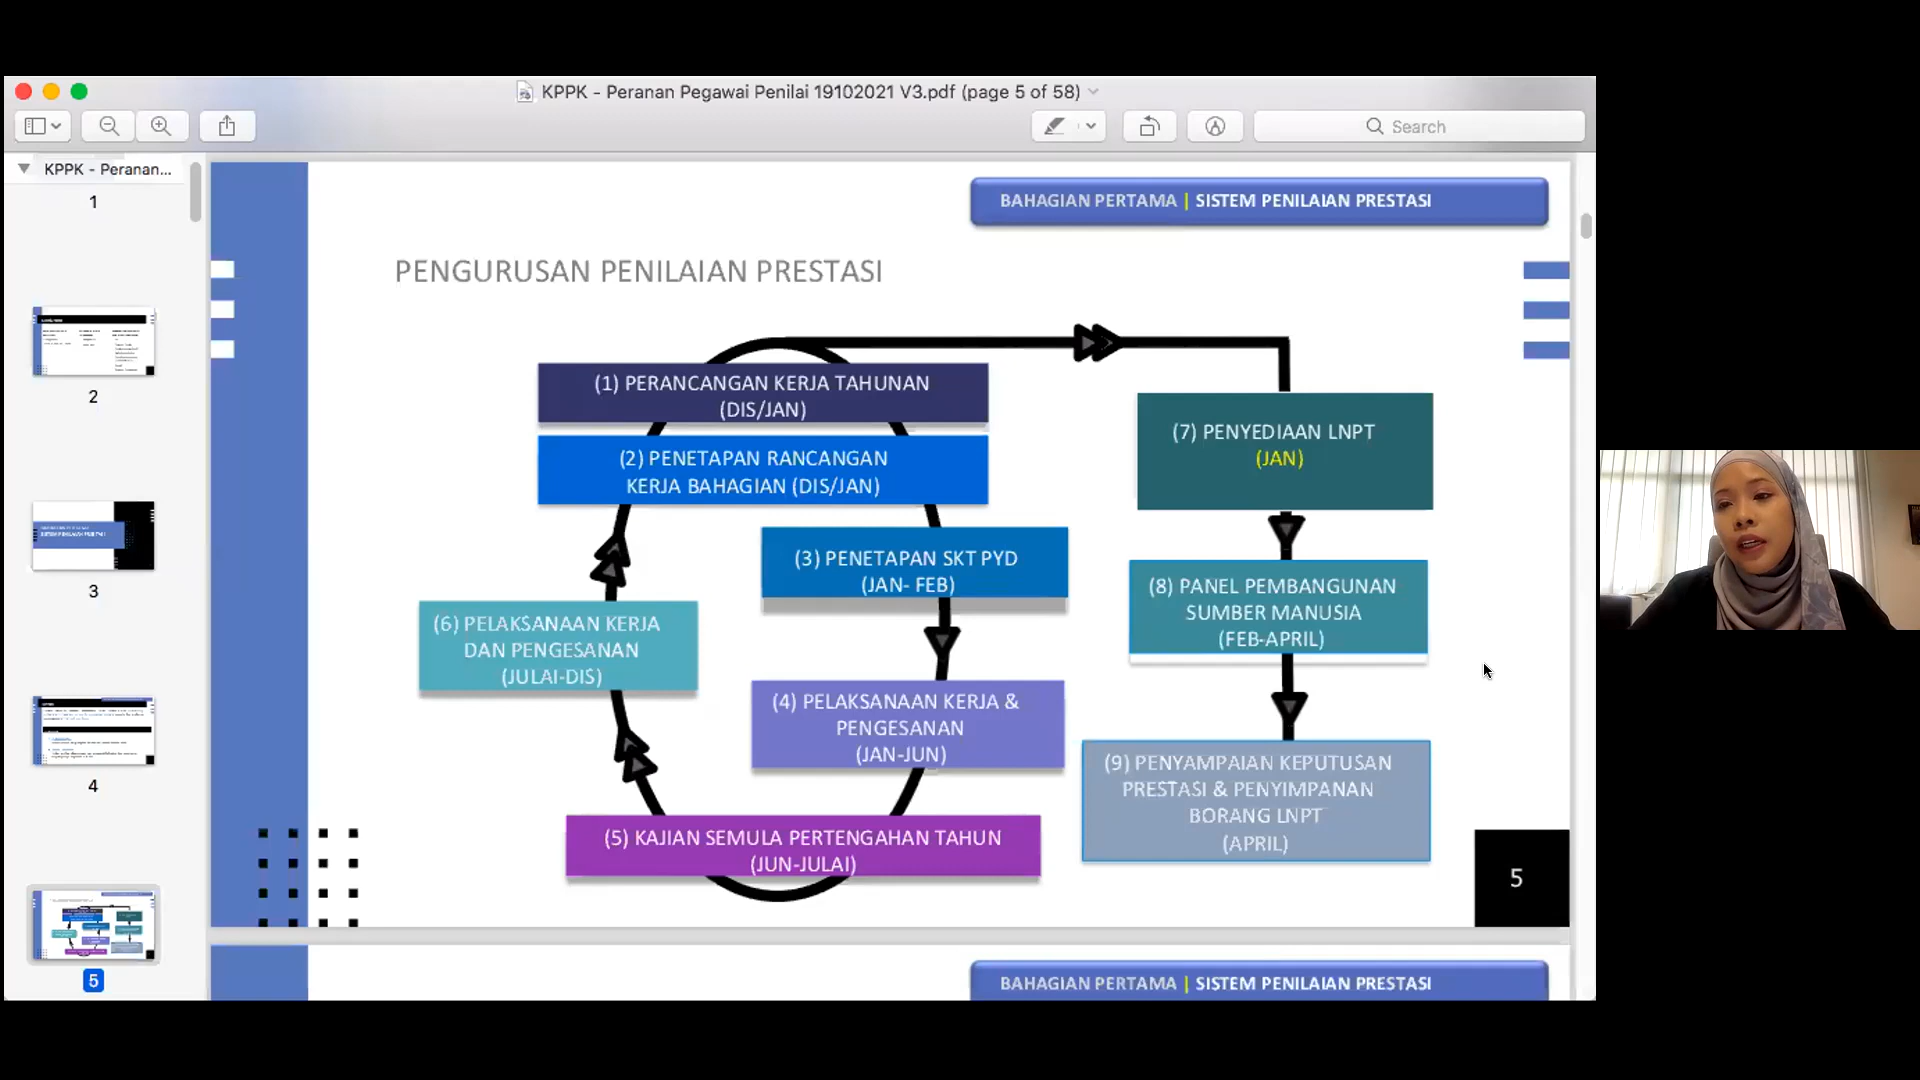 KPPK - Peranan Pegawai Penilai 19102021 V3.pdf (page 5 of 58)
Search
KPPK - Peranan...
1
2
3
4
5
BAHAGIAN PERTAMA | SISTEM PENILAIAN PRESTASI
PENGURUSAN PENILAIAN PRESTASI
(1) PERANCANGAN KERJA TAHUNAN
(DIS/JAN)
(2) PENETAPAN RANCANGAN
KERJA BAHAGIAN (DIS/JAN)
(3) PENETAPAN SKT PYD
(JAN- FEB)
(4) PELAKSANAAN KERJA &
PENGESANAN
(JAN-JUN)
(5) KAJIAN SEMULA PERTENGAHAN TAHUN
(JUN-JULAI)
(6) PELAKSANAAN KERJA
DAN PENGESANAN
(JULAI-DIS)
(7) PENYEDIAAN LNPT
(JAN)
(8) PANEL PEMBANGUNAN
SUMBER MANUSIA
(FEB-APRIL)
(9) PENYAMPAIAN KEPUTUSAN
PRESTASI & PENYIMPANAN
BORANG LNPT
(APRIL)
5
BAHAGIAN PERTAMA | SISTEM PENILAIAN PRESTASI